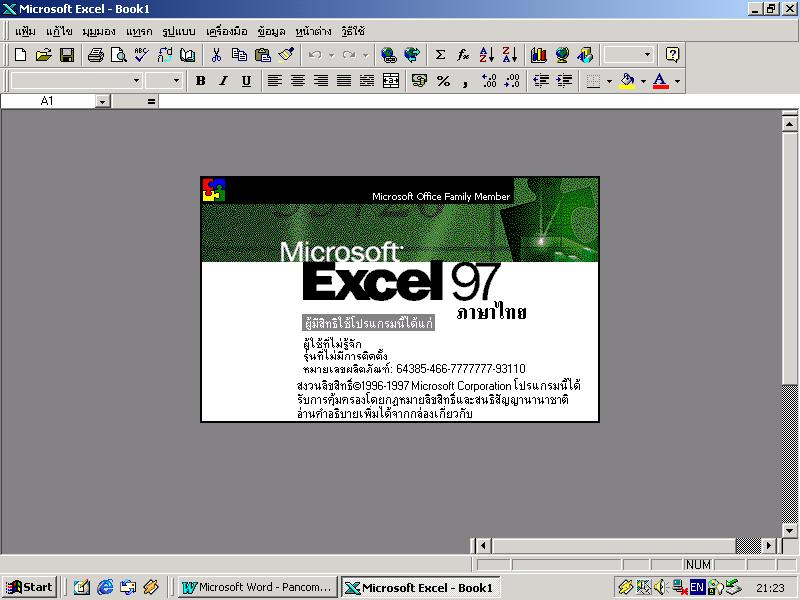 Microsoft Excel - Book1
แฟ้ม แก้ไข มุมมอง แทรก รูปแบบ เครื่องมือ ข้อมูล หน้าต่าง วิธีใช้
A1 =
Microsoft Office Family Member
Microsoft
Excel 97
ภาษาไทย
ผู้มีสิทธิใช้โปรแกรมนี้ได้แก่
ผู้ใช้ที่ไม่รู้จัก
รุ่นที่ไม่มีการติดตั้ง
หมายเลขผลิตภัณฑ์: 64385-466-7777777-93110
สงวนลิขสิทธิ์©1996-1997 Microsoft Corporation โปรแกรมนี้ได้
รับการคุ้มครองโดยกฎหมายลิขสิทธิ์และสนธิสัญญานานาชาติ
อ่านคำอธิบายเพิ่มได้จากกล่องเกี่ยวกับ
NUM
Start Microsoft Word - Pancom... Microsoft Excel - Book1 EN 21:23